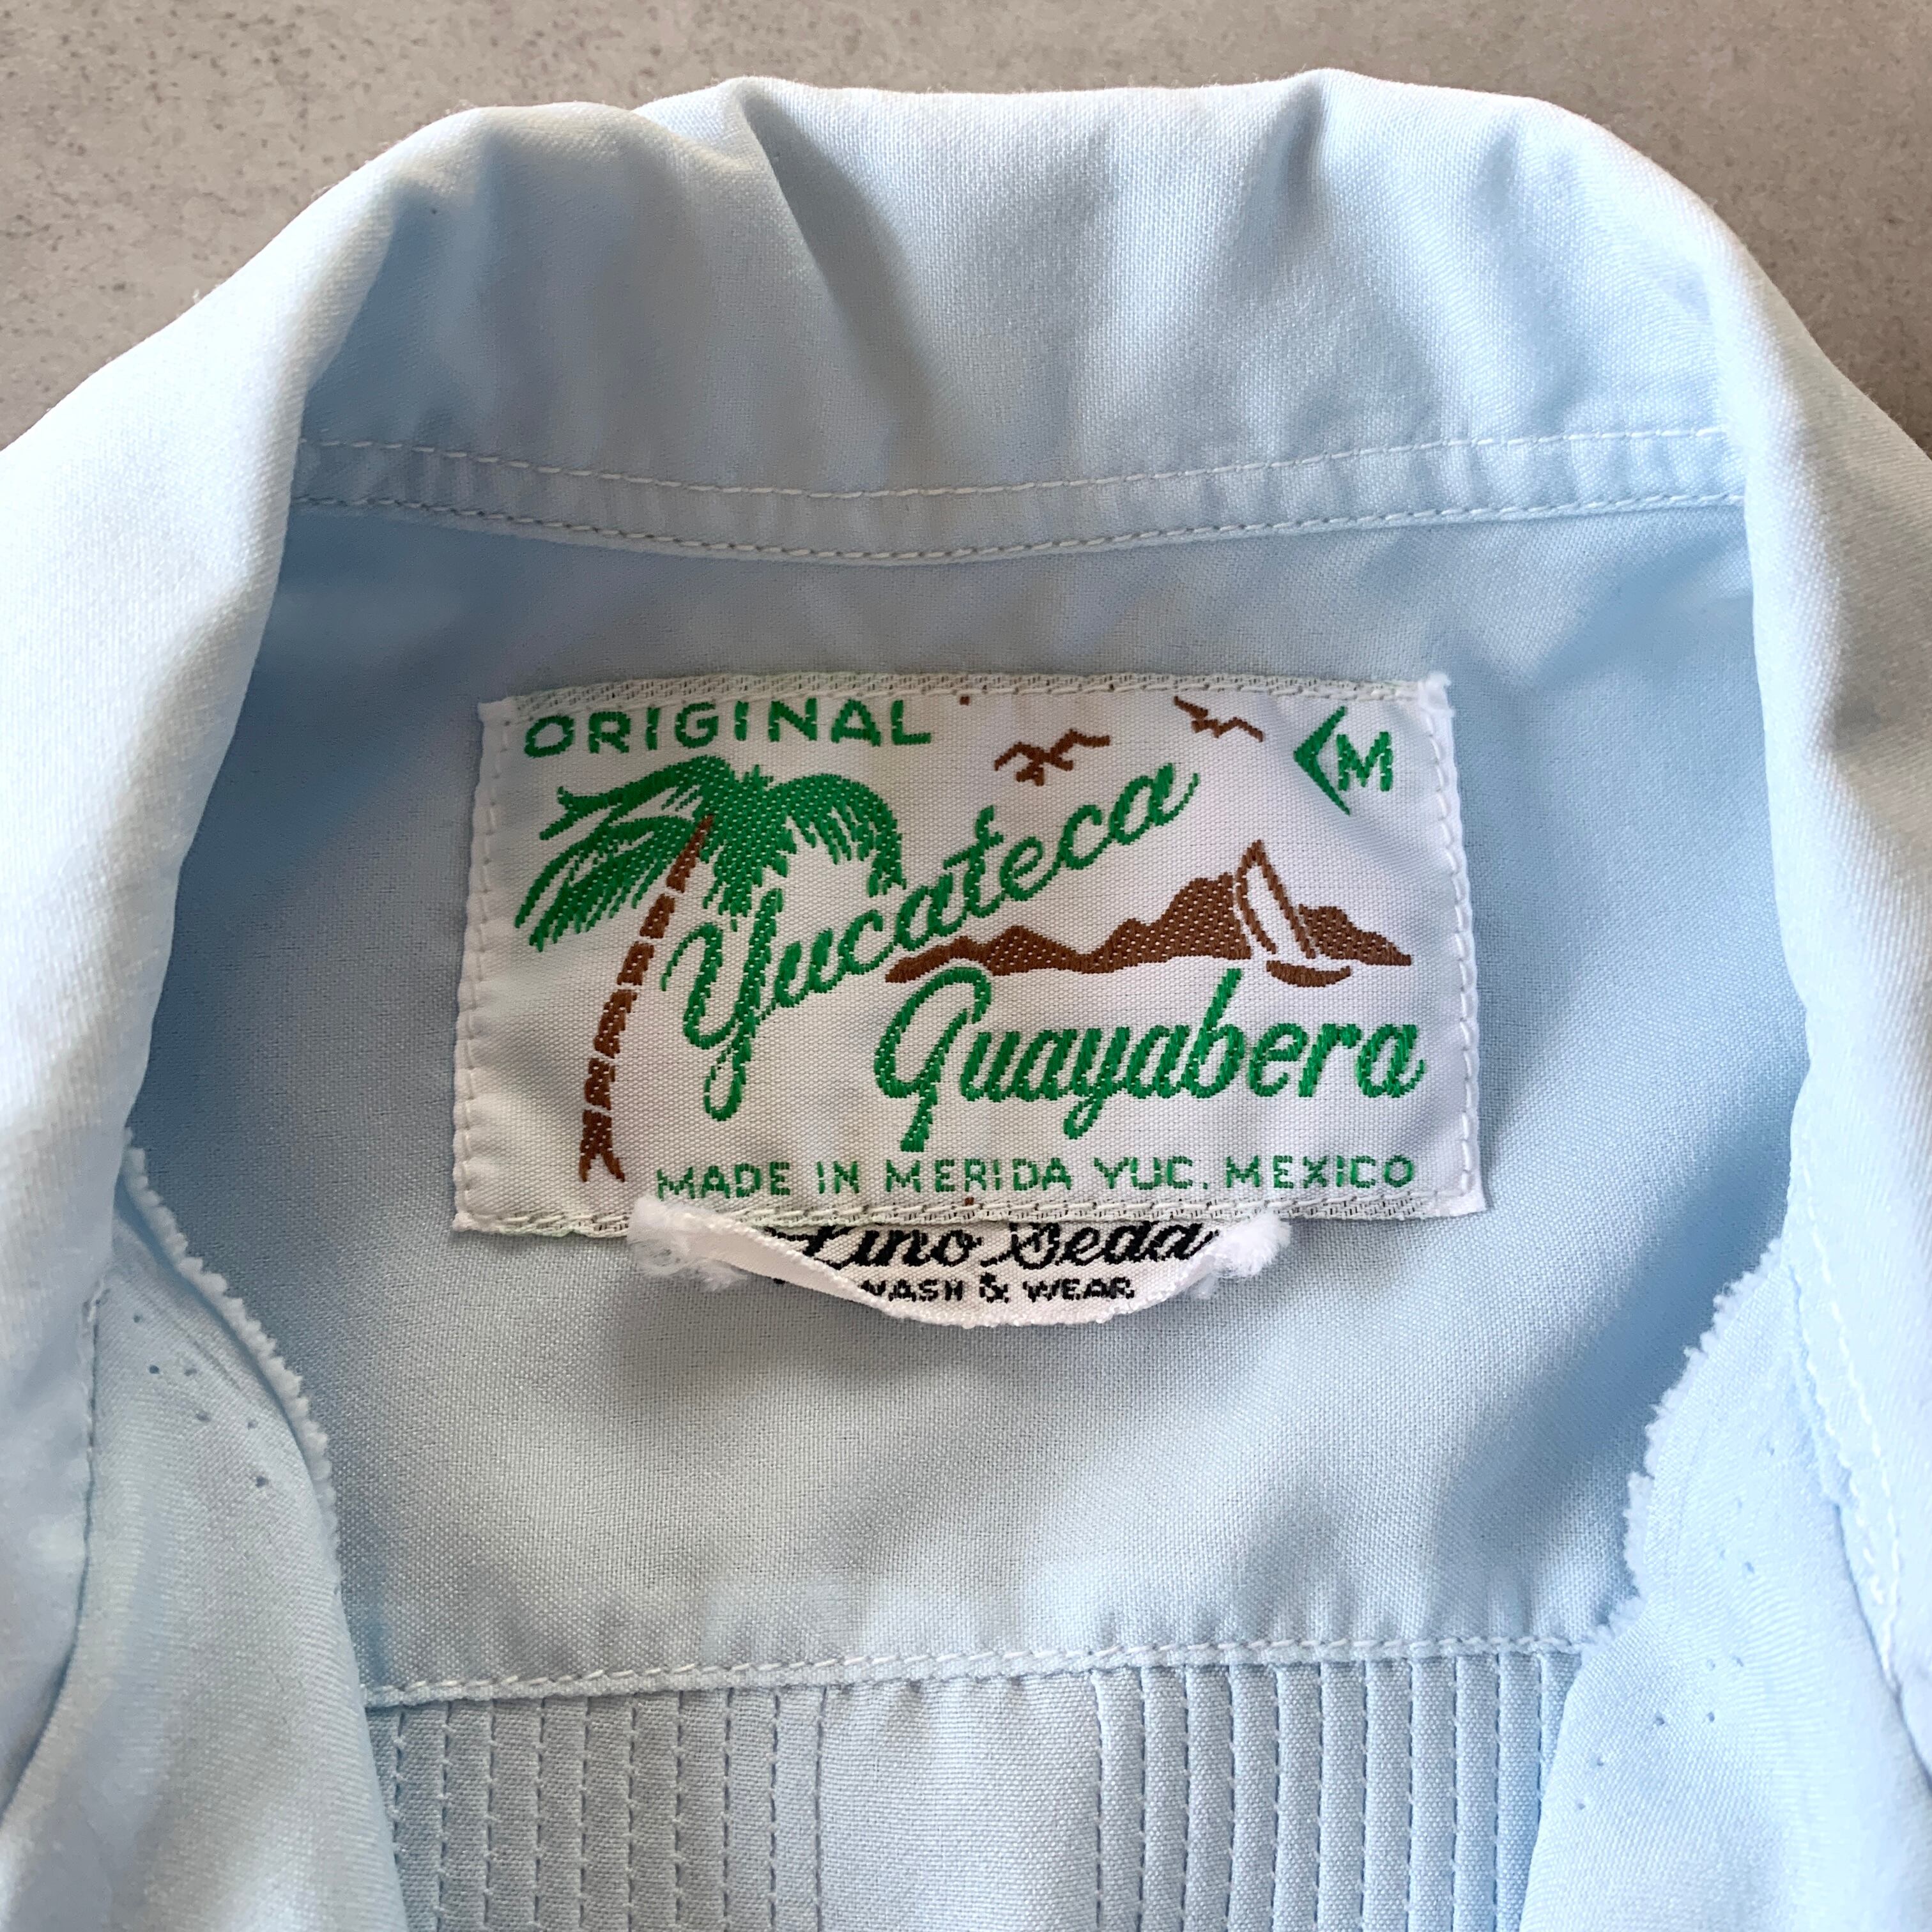 ORIGINAL
M
Yucateca
Guayabera
MADE IN MERIDA YUC. MEXICO
Lino Seda
WASH & WEAR